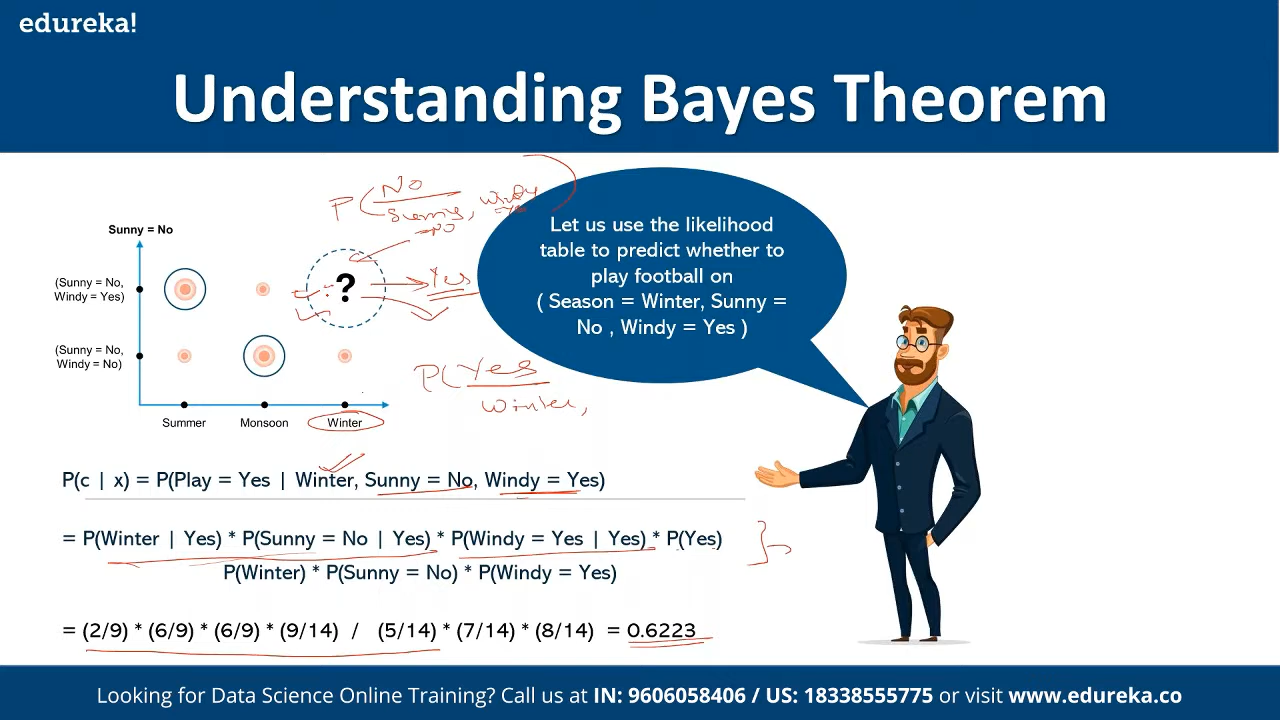 edureka!
Understanding Bayes Theorem
P(No
Sunny, windy
=No
Yes
Sunny = No
(Sunny = No,
Windy = Yes)
?
Yes
(Sunny = No,
Windy = No)
Summer
Monsoon
Winter
P(Yes
Winter,
Let us use the likelihood
table to predict whether to
play football on
( Season = Winter, Sunny =
No , Windy = Yes )
P(c | x) = P(Play = Yes | Winter, Sunny = No, Windy = Yes)
= P(Winter | Yes) * P(Sunny = No | Yes) * P(Windy = Yes | Yes) * P(Yes)
P(Winter) * P(Sunny = No) * P(Windy = Yes)
= (2/9) * (6/9) * (6/9) * (9/14) / (5/14) * (7/14) * (8/14) = 0.6223
Looking for Data Science Online Training? Call us at IN: 9606058406 / US: 18338555775 or visit www.edureka.co